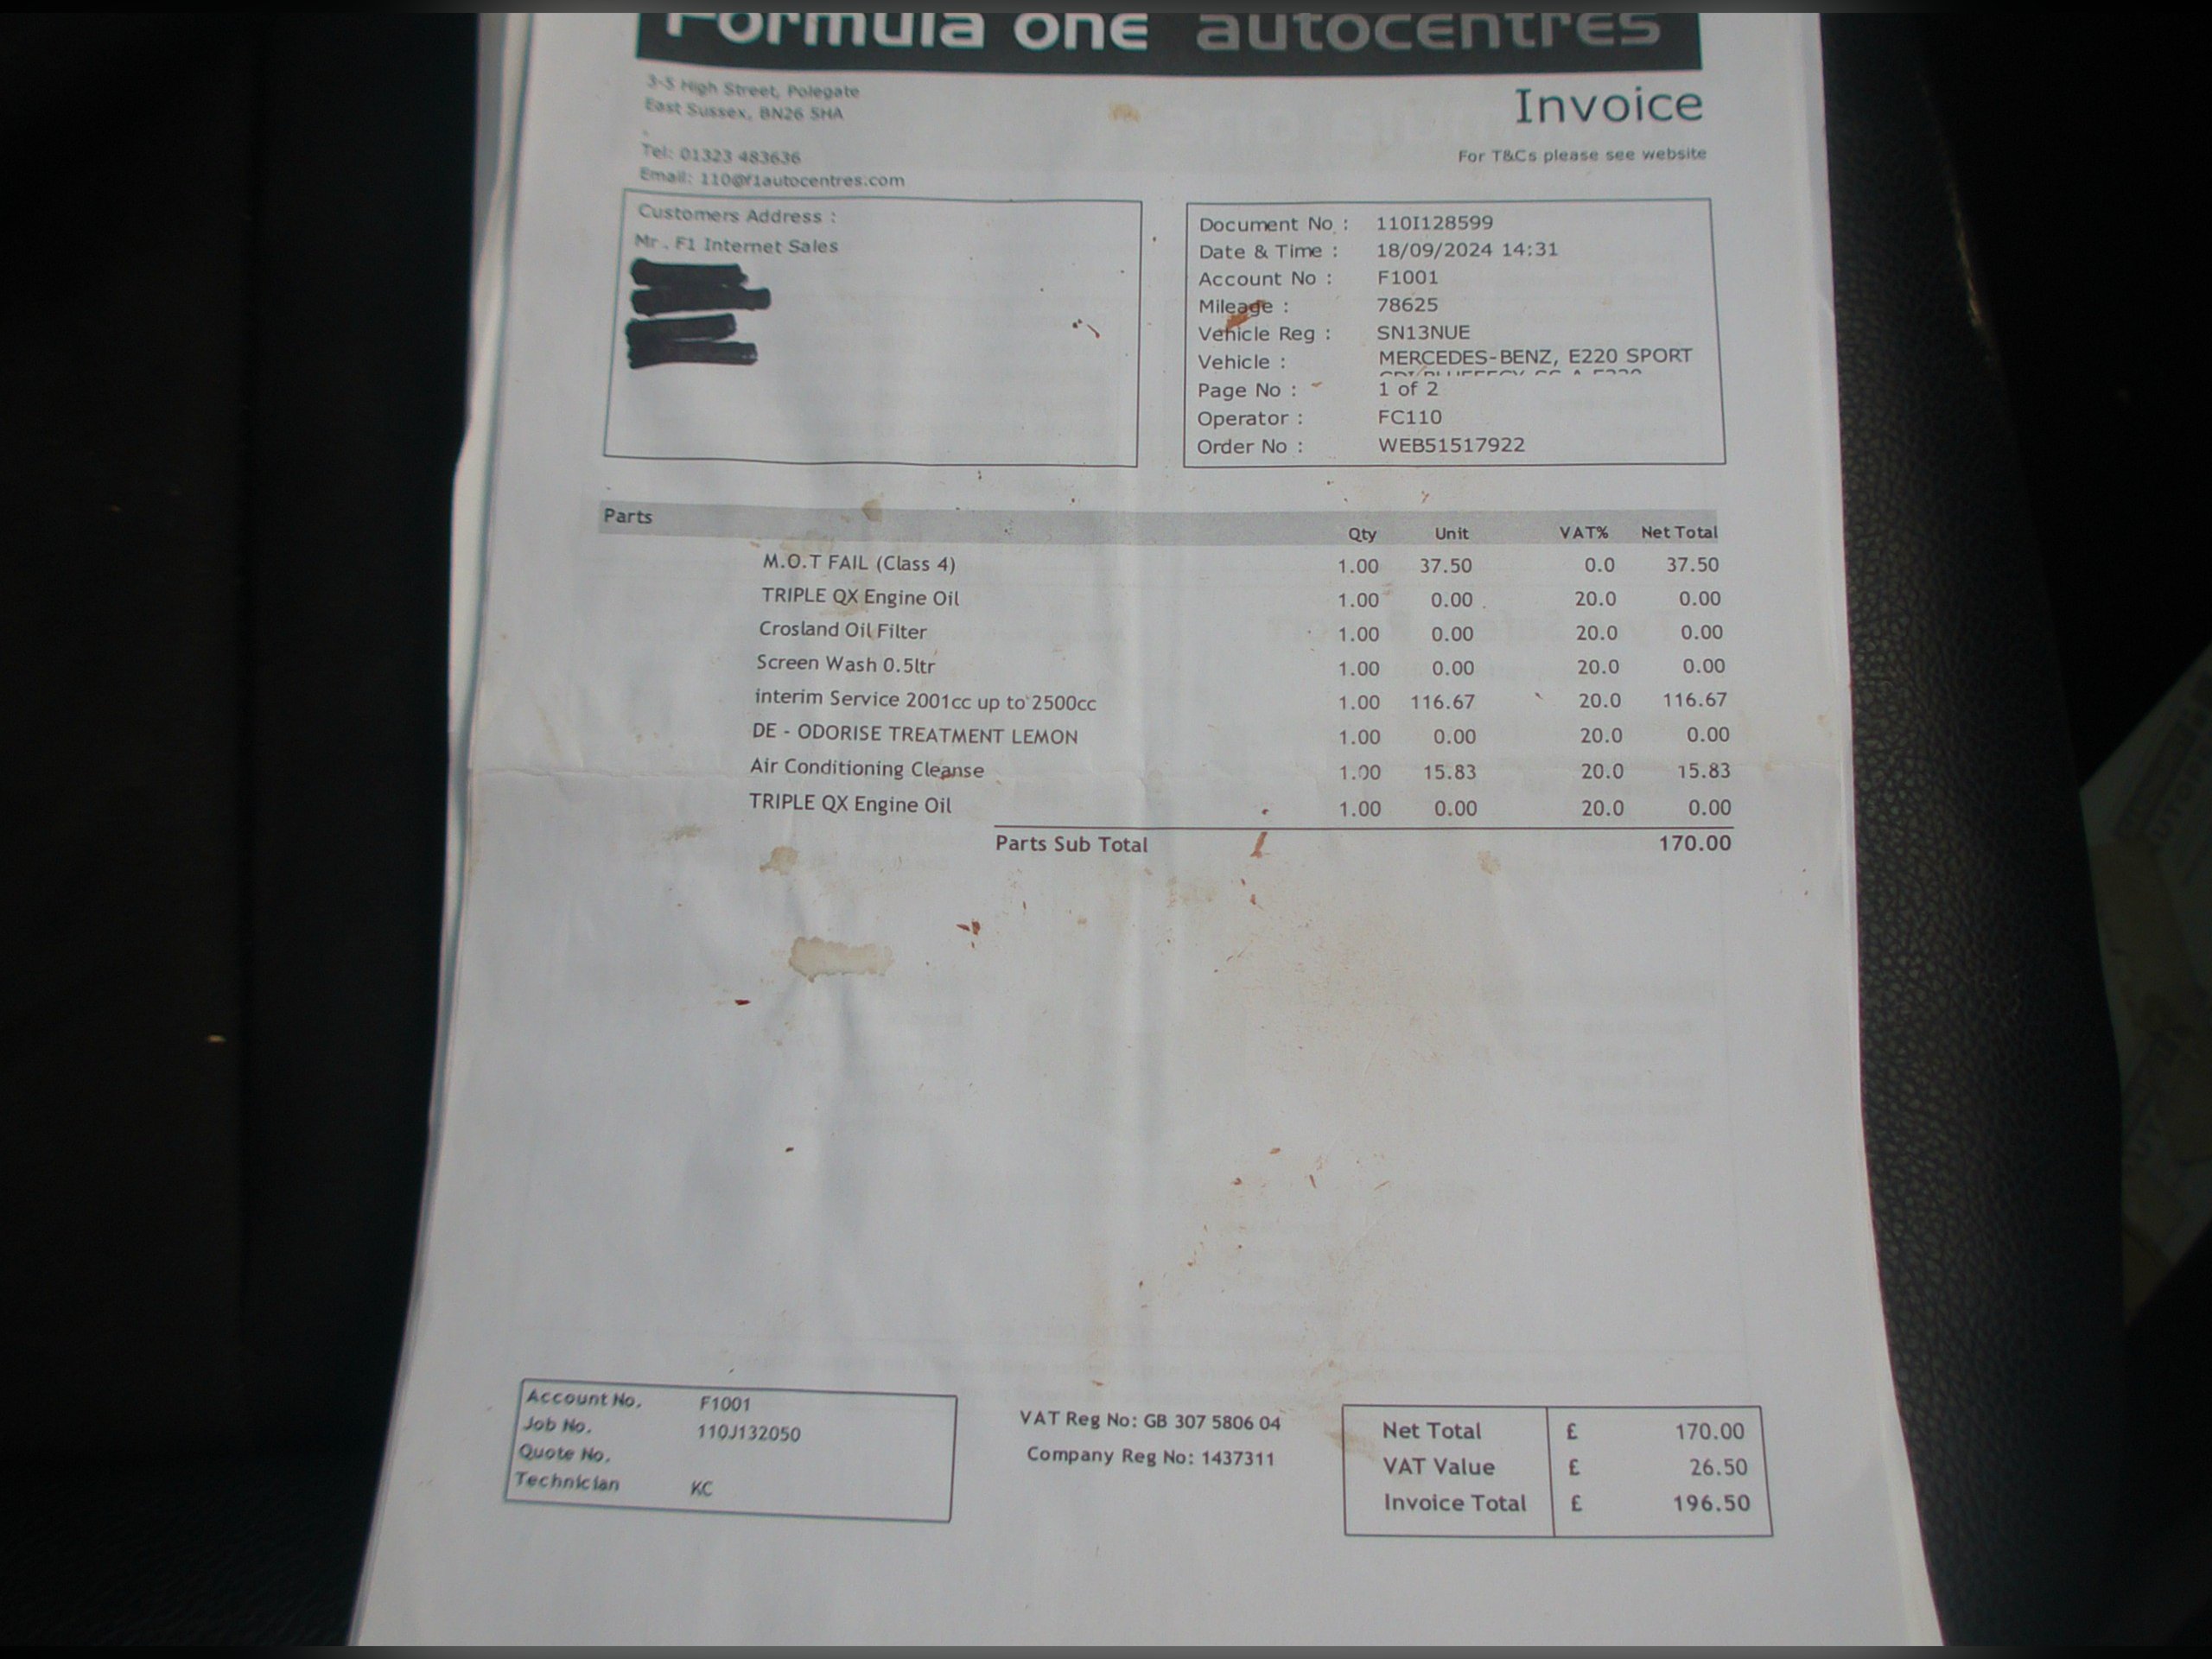 Formula one autocentres
3-5 High Street, Polegate
East Sussex, BN26 5HA
Tel: 01323 483636
Email: 110@f1autocentres.com
Invoice
For T&Cs please see website
Customers Address :
Mr. F1 Internet Sales
Document No : 110I128599
Date & Time : 18/09/2024 14:31
Account No : F1001
Mileage : 78625
Vehicle Reg : SN13NUE
Vehicle : MERCEDES-BENZ, E220 SPORT
Page No : 1 of 2
Operator : FC110
Order No : WEB51517922
Parts Qty Unit VAT% Net Total
M.O.T FAIL (Class 4) 1.00 37.50 0.0 37.50
TRIPLE QX Engine Oil 1.00 0.00 20.0 0.00
Crosland Oil Filter 1.00 0.00 20.0 0.00
Screen Wash 0.5ltr 1.00 0.00 20.0 0.00
interim Service 2001cc up to 2500cc 1.00 116.67 20.0 116.67
DE - ODORISE TREATMENT LEMON 1.00 0.00 20.0 0.00
Air Conditioning Cleanse 1.00 15.83 20.0 15.83
TRIPLE QX Engine Oil 1.00 0.00 20.0 0.00
Parts Sub Total 170.00
Account No. F1001
Job No. 110J132050
Quote No.
Technician KC
VAT Reg No: GB 307 5806 04
Company Reg No: 1437311
Net Total £ 170.00
VAT Value £ 26.50
Invoice Total £ 196.50